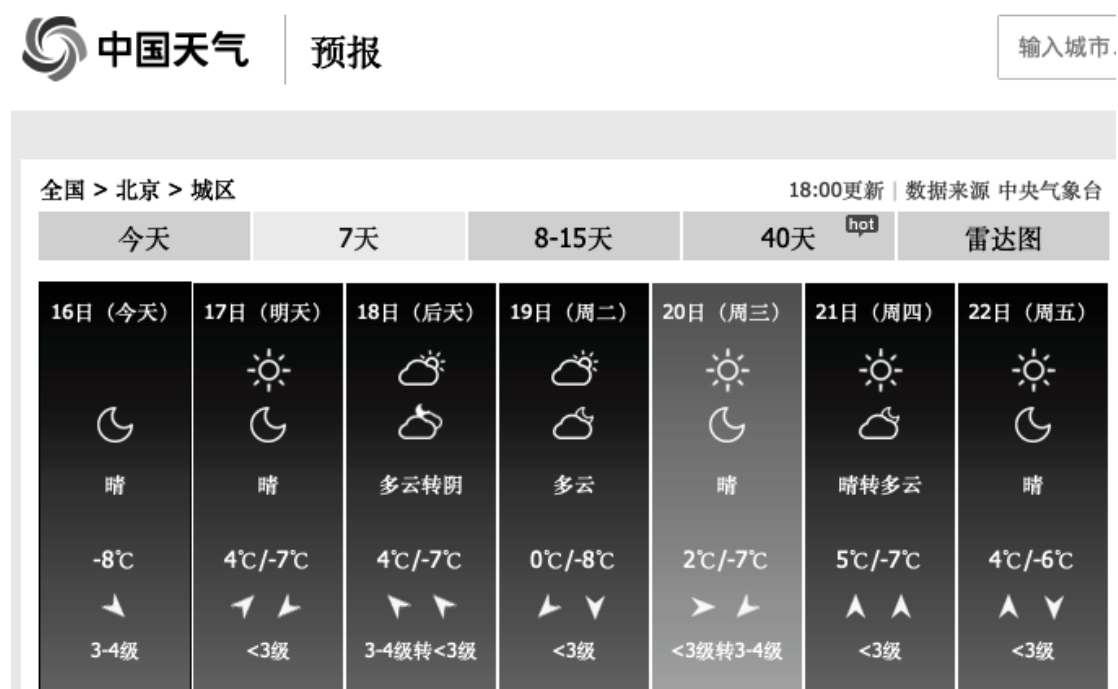 中国天气 预报 输入城市、
全国 > 北京 > 城区 18:00更新 | 数据来源 中央气象台
今天 7天 8-15天 40天 hot 雷达图
16日（今天） 17日（明天） 18日（后天） 19日（周二） 20日（周三） 21日（周四） 22日（周五）
晴 晴 多云转阴 多云 晴 晴转多云 晴
-8℃ 4℃/-7℃ 4℃/-7℃ 0℃/-8℃ 2℃/-7℃ 5℃/-7℃ 4℃/-6℃
3-4级 <3级 3-4级转<3级 <3级 <3级转3-4级 <3级 <3级